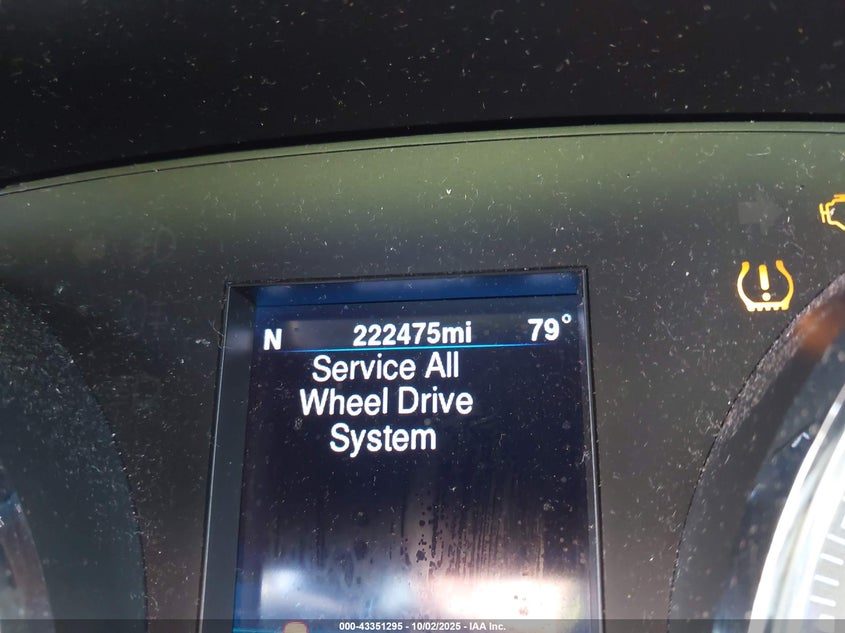 N 222475mi 79°
Service All
Wheel Drive
System
000-43351295 - 10/02/2025 - IAA Inc.